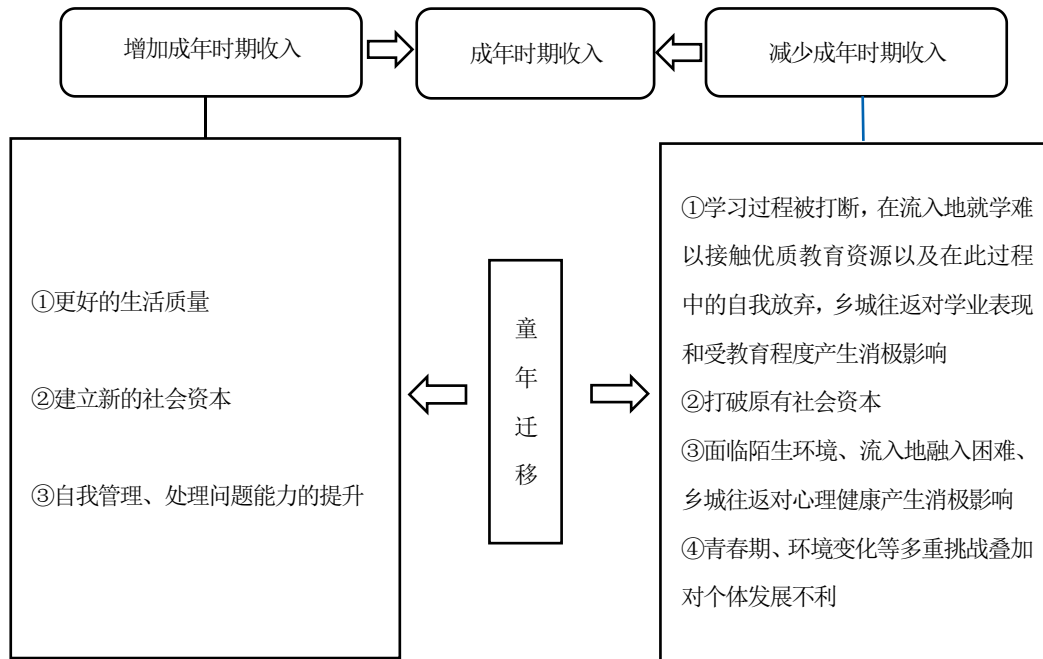 增加成年时期收入
成年时期收入
减少成年时期收入
①更好的生活质量
②建立新的社会资本
③自我管理、处理问题能力的提升
童
年
迁
移
①学习过程被打断，在流入地就学难
以接触优质教育资源以及在此过程
中的自我放弃，乡城往返对学业表现
和受教育程度产生消极影响
②打破原有社会资本
③面临陌生环境、流入地融入困难、
乡城往返对心理健康产生消极影响
④青春期、环境变化等多重挑战叠加
对个体发展不利